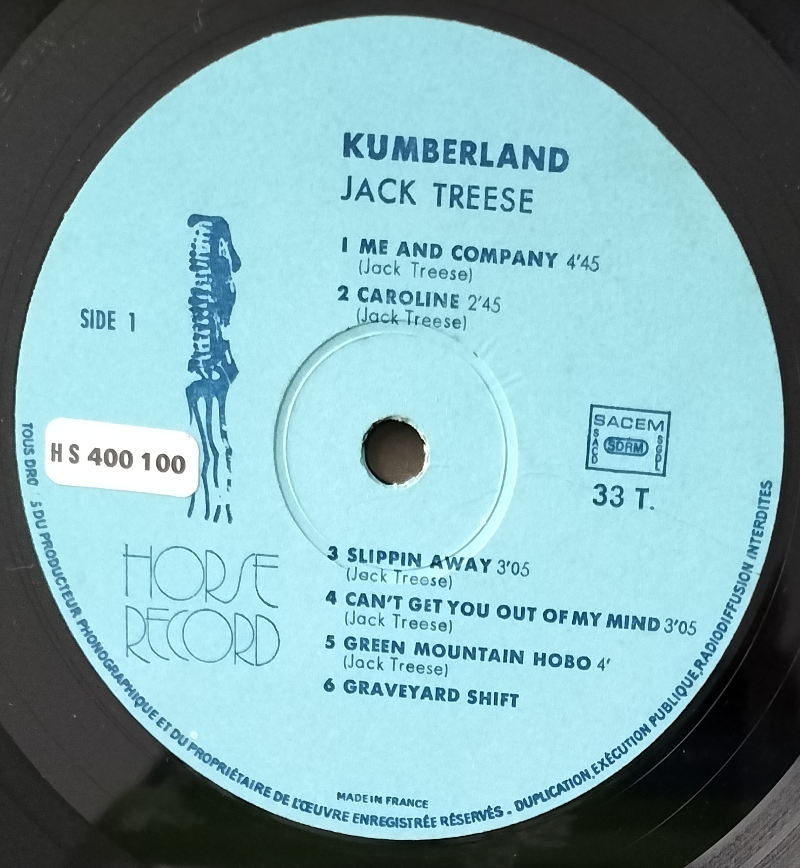 KUMBERLAND
JACK TREESE
1 ME AND COMPANY 4'45
(Jack Treese)
2 CAROLINE 2'45
(Jack Treese)
SIDE 1
HS 400 100
SACEM
SACD
SDRM
SGDL
33 T.
HORSE
RECORD
3 SLIPPIN AWAY 3'05
(Jack Treese)
4 CAN'T GET YOU OUT OF MY MIND 3'05
(Jack Treese)
5 GREEN MOUNTAIN HOBO 4'
(Jack Treese)
6 GRAVEYARD SHIFT
MADE IN FRANCE
TOUS DRO S DU PRODUCTEUR PHONOGRAPHIQUE ET DU PROPRIÉTAIRE DE L'ŒUVRE ENREGISTRÉE RÉSERVÉS. DUPLICATION, EXÉCUTION PUBLIQUE, RADIODIFFUSION INTERDITES